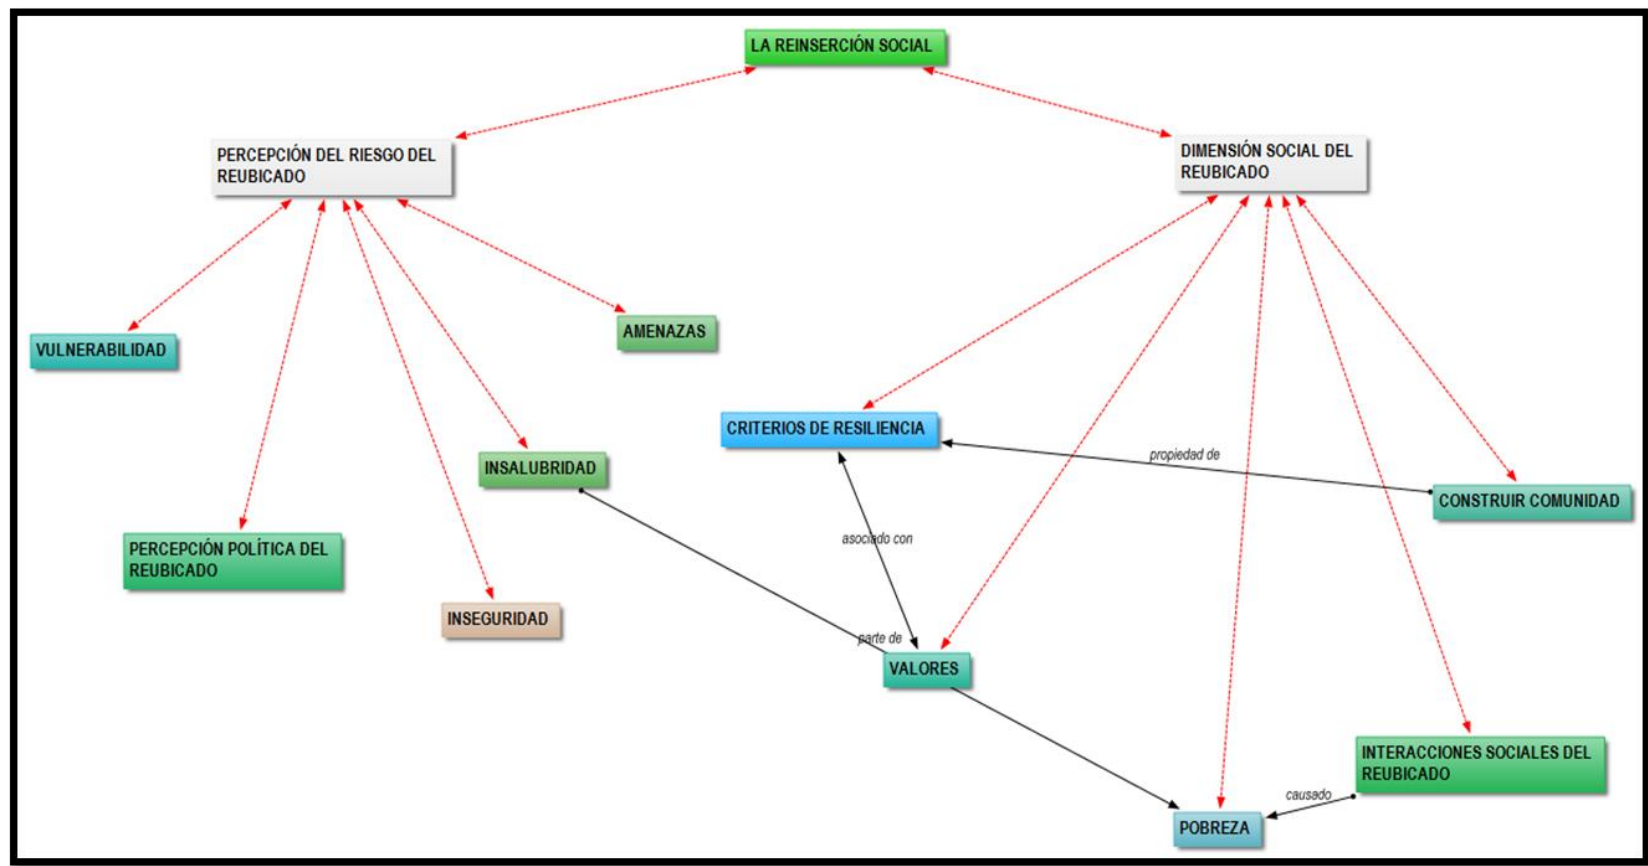 LA REINSERCIÓN SOCIAL
PERCEPCIÓN DEL RIESGO DEL
REUBICADO
DIMENSIÓN SOCIAL DEL
REUBICADO
VULNERABILIDAD
AMENAZAS
CRITERIOS DE RESILIENCIA
propiedad de
INSALUBRIDAD
CONSTRUIR COMUNIDAD
asociado con
PERCEPCIÓN POLÍTICA DEL
REUBICADO
INSEGURIDAD
parte de
VALORES
INTERACCIONES SOCIALES DEL
REUBICADO
causado
POBREZA